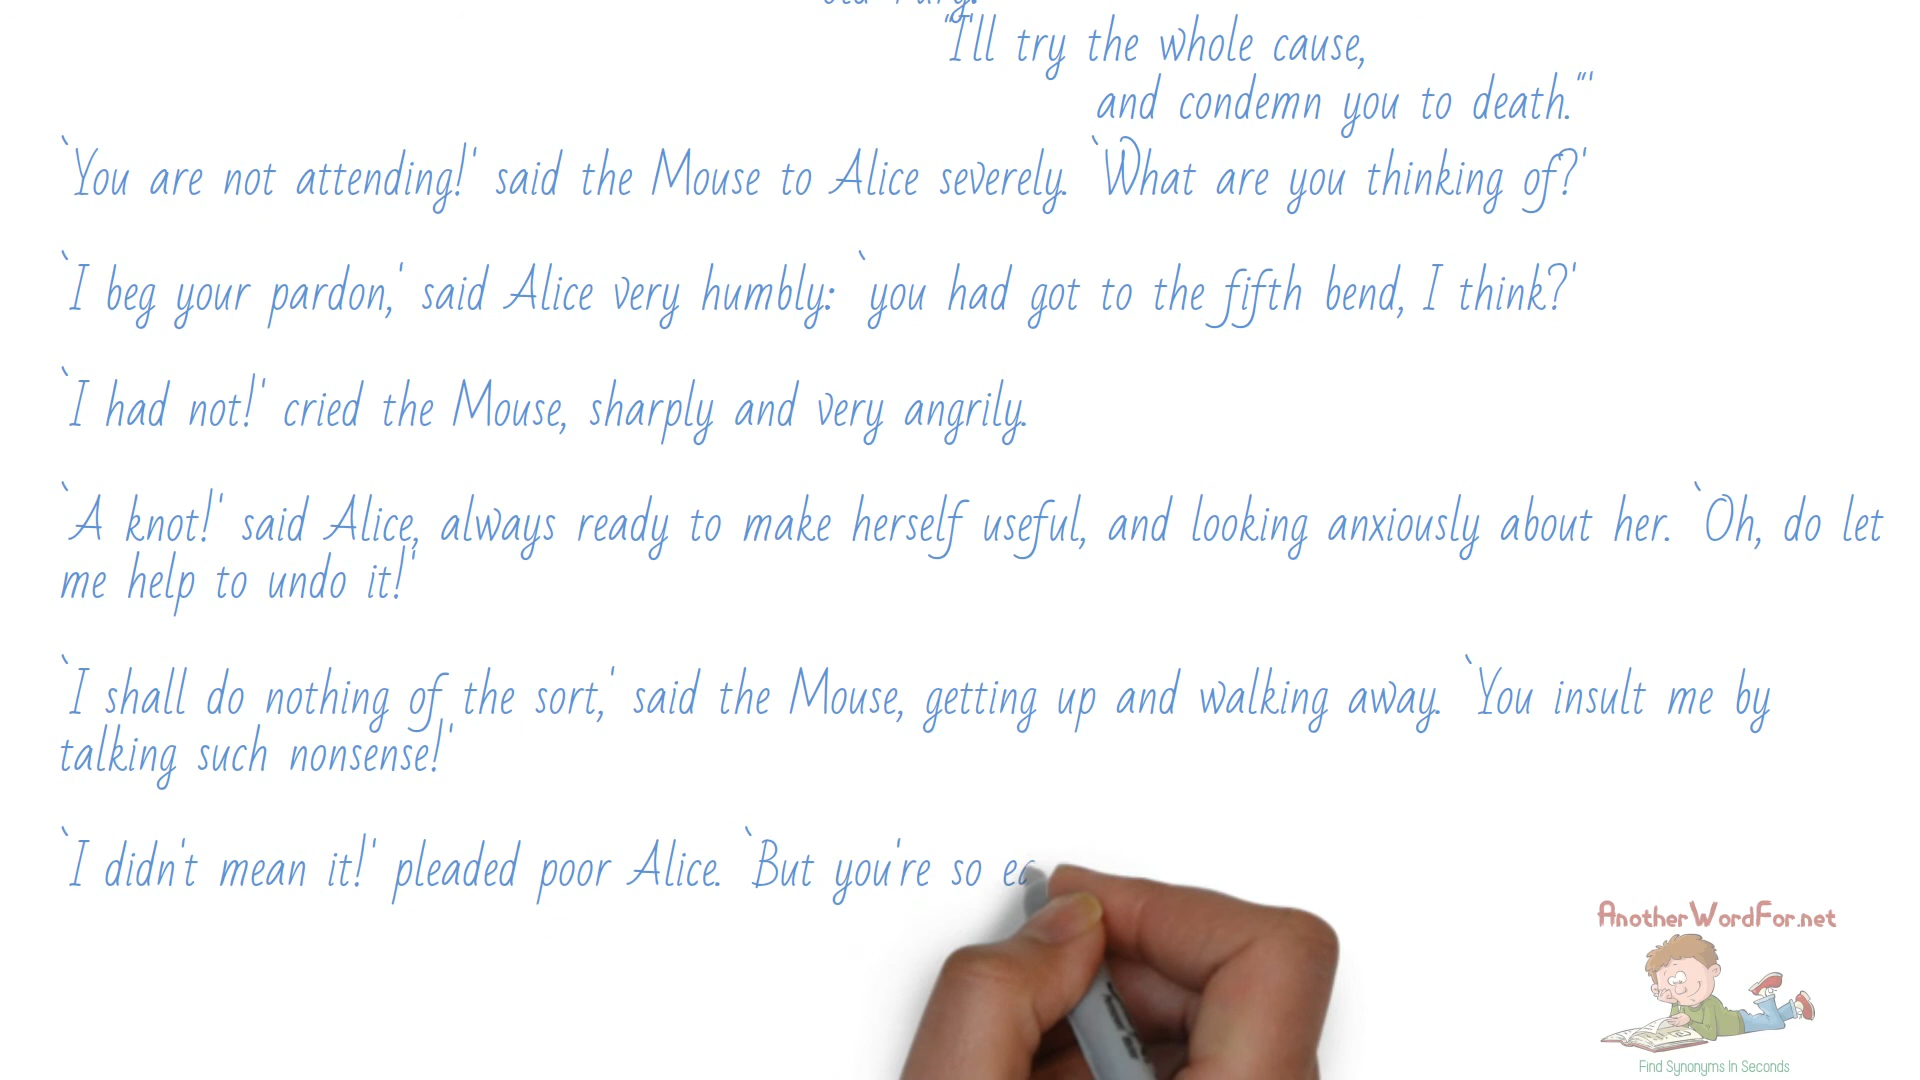 "I'll try the whole cause,
and condemn you to death."'
`You are not attending!' said the Mouse to Alice severely. `What are you thinking of?'
`I beg your pardon,' said Alice very humbly: `you had got to the fifth bend, I think?'
`I had not!' cried the Mouse, sharply and very angrily.
`A knot!' said Alice, always ready to make herself useful, and looking anxiously about her. `Oh, do let
me help to undo it!'
`I shall do nothing of the sort,' said the Mouse, getting up and walking away. `You insult me by
talking such nonsense!'
`I didn't mean it!' pleaded poor Alice. `But you're so
AnotherWordFor.net
Find Synonyms In Seconds